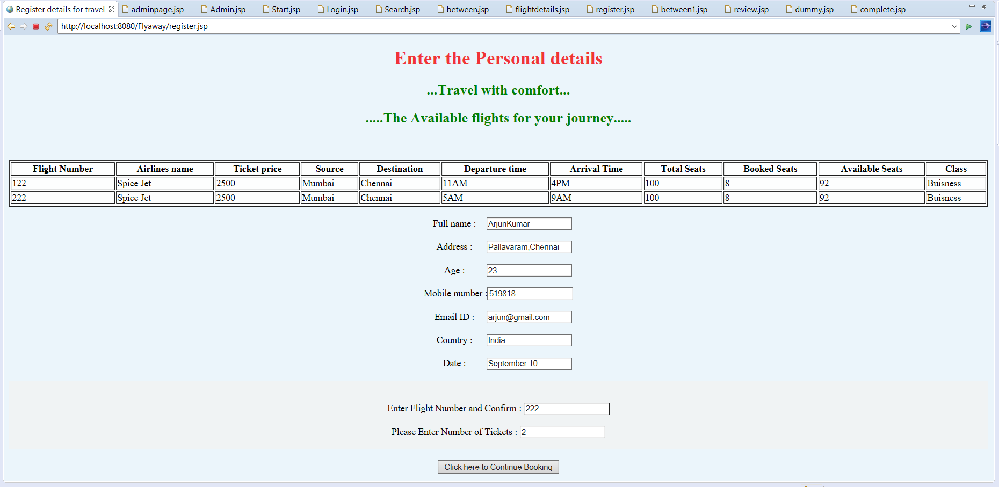 Register details for travel adminpage.jsp Admin.jsp Start.jsp Login.jsp Search.jsp between.jsp flightdetails.jsp register.jsp between1.jsp review.jsp dummy.jsp complete.jsp
http://localhost:8080/Flyaway/register.jsp
Enter the Personal details
...Travel with comfort...
.....The Available flights for your journey.....
Flight Number Airlines name Ticket price Source Destination Departure time Arrival Time Total Seats Booked Seats Available Seats Class
122 Spice Jet 2500 Mumbai Chennai 11AM 4PM 100 8 92 Buisness
222 Spice Jet 2500 Mumbai Chennai 5AM 9AM 100 8 92 Buisness
Full name : ArjunKumar
Address : Pallavaram,Chennai
Age : 23
Mobile number : 519818
Email ID : arjun@gmail.com
Country : India
Date : September 10
Enter Flight Number and Confirm : 222
Please Enter Number of Tickets : 2
Click here to Continue Booking